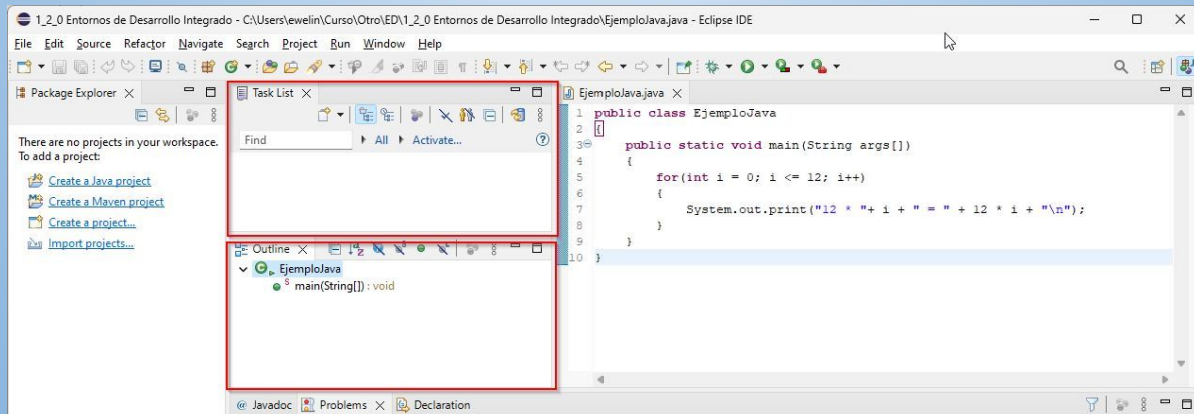 1_2_0 Entornos de Desarrollo Integrado - C:\Users\ewelin\Curso\Otro\ED\1_2_0 Entornos de Desarrollo Integrado\EjemploJava.java - Eclipse IDE
File Edit Source Refactor Navigate Search Project Run Window Help
Package Explorer
There are no projects in your workspace.
To add a project:
Create a Java project
Create a Maven project
Create a project...
Import projects...
Task List
Find All Activate...
Outline
EjemploJava
main(String[]) : void
EjemploJava.java
1 public class EjemploJava
2 {
3 public static void main(String args[])
4 {
5 for(int i = 0; i <= 12; i++)
6 {
7 System.out.print("12 * "+ i + " = " + 12 * i + "\n");
8 }
9 }
10 }
@ Javadoc Problems Declaration